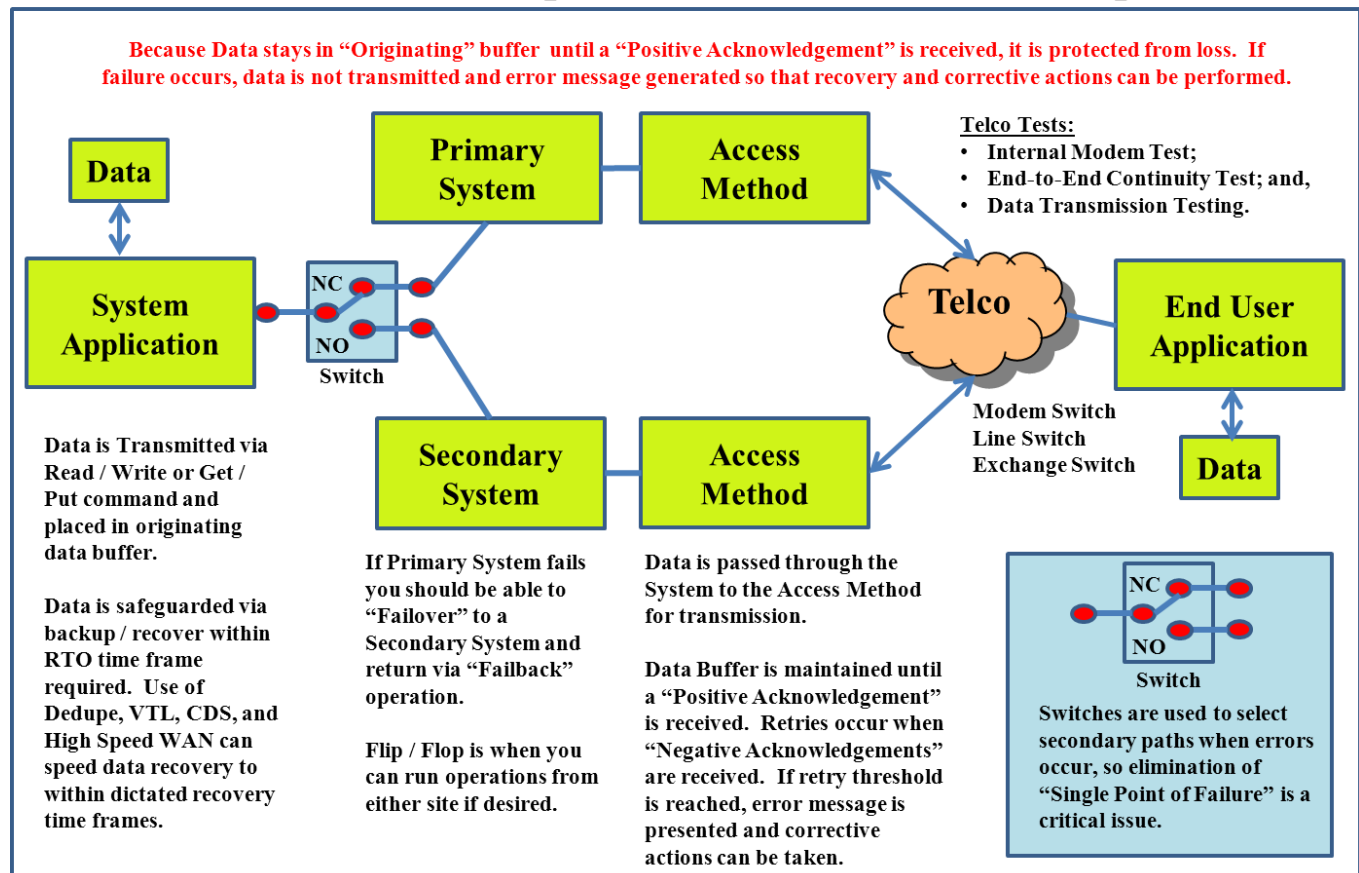 Because Data stays in “Originating” buffer until a “Positive Acknowledgement” is received, it is protected from loss. If
failure occurs, data is not transmitted and error message generated so that recovery and corrective actions can be performed.
Data
System
Application
NC
NO
Switch
Primary
System
Access
Method
Telco Tests:
• Internal Modem Test;
• End-to-End Continuity Test; and,
• Data Transmission Testing.
Telco
End User
Application
Data
Modem Switch
Line Switch
Exchange Switch
Secondary
System
Access
Method
Data is Transmitted via
Read / Write or Get /
Put command and
placed in originating
data buffer.
Data is safeguarded via
backup / recover within
RTO time frame
required. Use of
Dedupe, VTL, CDS, and
High Speed WAN can
speed data recovery to
within dictated recovery
time frames.
If Primary System fails
you should be able to
“Failover” to a
Secondary System and
return via “Failback”
operation.
Flip / Flop is when you
can run operations from
either site if desired.
Data is passed through the
System to the Access Method
for transmission.
Data Buffer is maintained until
a “Positive Acknowledgement”
is received. Retries occur when
“Negative Acknowledgements”
are received. If retry threshold
is reached, error message is
presented and corrective
actions can be taken.
NC
NO
Switch
Switches are used to select
secondary paths when errors
occur, so elimination of
“Single Point of Failure” is a
critical issue.